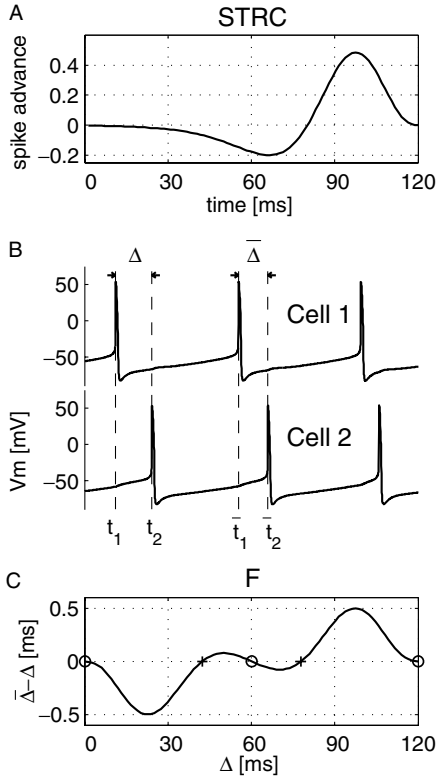 A
STRC
spike advance
0.4
0.2
0
−0.2
0 30 60 90 120
time [ms]
B
Δ Δ̅
50
0
−50
Cell 1
Vm [mV]
50
0
−50
Cell 2
t₁ t₂ t̅₁ t̅₂
C
F
Δ̅−Δ [ms]
0.5
0
−0.5
0 30 60 90 120
Δ [ms]